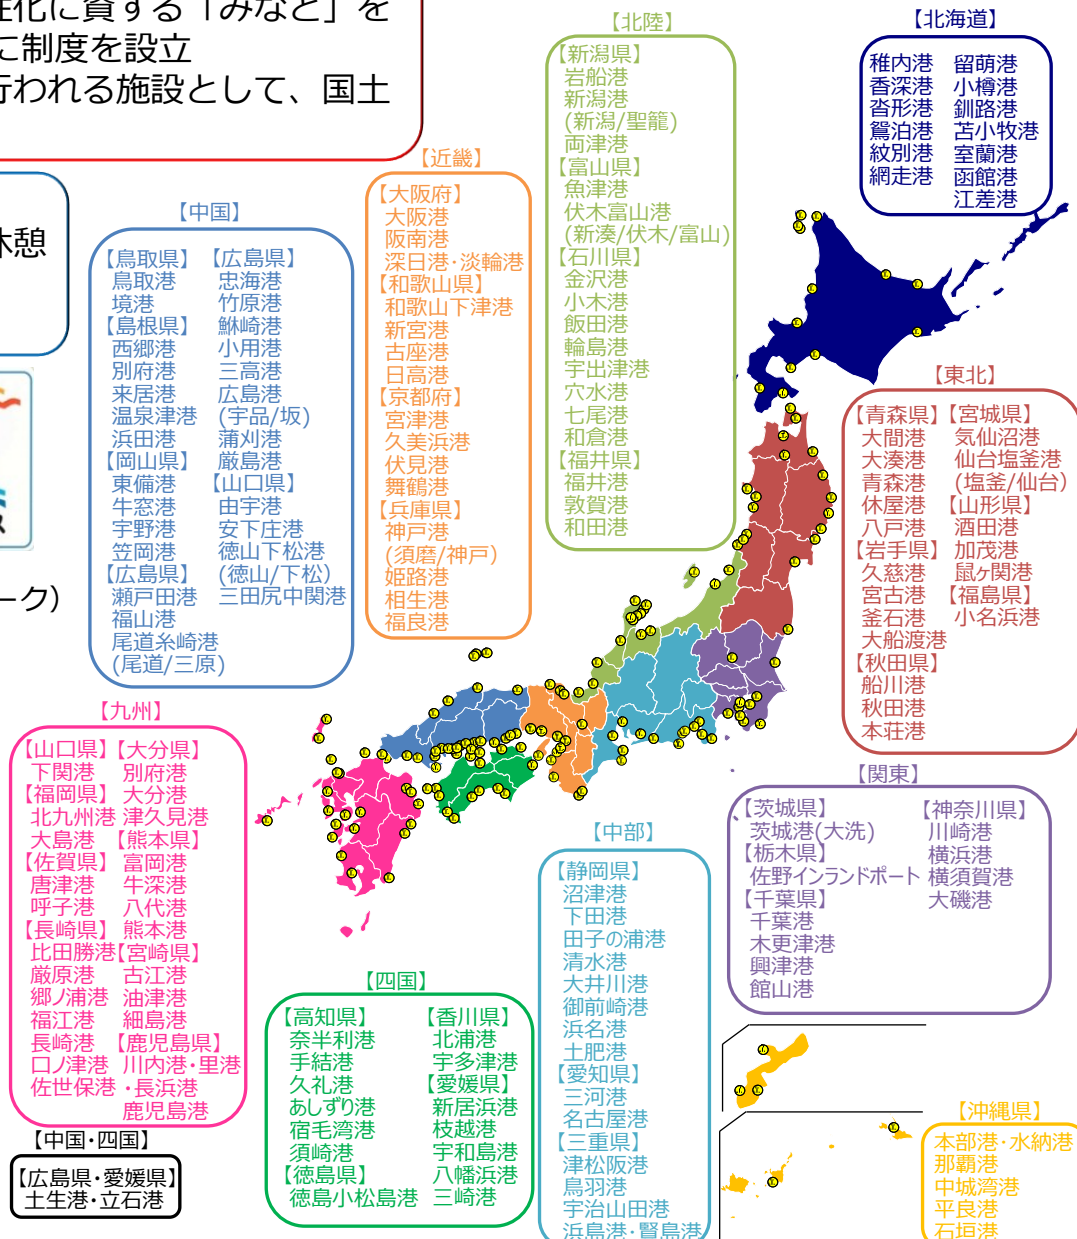 性化に資する「みなと」を
に制度を設立
行われる施設として、国土
休憩
ーク）
【北海道】
稚内港 留萌港
香深港 小樽港
沓形港 釧路港
鴛泊港 苫小牧港
紋別港 室蘭港
網走港 函館港
江差港
【北陸】
【新潟県】
岩船港
新潟港
(新潟/聖籠)
両津港
【富山県】
魚津港
伏木富山港
(新湊/伏木/富山)
【石川県】
金沢港
小木港
飯田港
輪島港
宇出津港
穴水港
七尾港
和倉港
【福井県】
福井港
敦賀港
和田港
【近畿】
【大阪府】
大阪港
阪南港
深日港・淡輪港
【和歌山県】
和歌山下津港
新宮港
古座港
日高港
【京都府】
宮津港
久美浜港
伏見港
舞鶴港
【兵庫県】
神戸港
(須磨/神戸)
姫路港
相生港
福良港
【中国】
【鳥取県】
鳥取港
境港
【島根県】
西郷港
別府港
来居港
温泉津港
浜田港
【岡山県】
東備港
牛窓港
宇野港
笠岡港
【広島県】
瀬戸田港
福山港
尾道糸崎港
(尾道/三原)
【広島県】
忠海港
竹原港
鮴崎港
小用港
三高港
広島港
(宇品/坂)
蒲刈港
厳島港
【山口県】
由宇港
安下庄港
徳山下松港
(徳山/下松)
三田尻中関港
【東北】
【青森県】
大間港
大湊港
青森港
休屋港
八戸港
【岩手県】
久慈港
宮古港
釜石港
大船渡港
【秋田県】
船川港
秋田港
本荘港
【宮城県】
気仙沼港
仙台塩釜港
(塩釜/仙台)
【山形県】
酒田港
加茂港
鼠ヶ関港
【福島県】
小名浜港
【九州】
【山口県】
下関港
【福岡県】
北九州港
大島港
【佐賀県】
唐津港
呼子港
【長崎県】
比田勝港
厳原港
郷ノ浦港
福江港
長崎港
口ノ津港
佐世保港
【大分県】
別府港
大分港
津久見港
【熊本県】
富岡港
牛深港
八代港
熊本港
【宮崎県】
古江港
油津港
細島港
【鹿児島県】
川内港・里港
・長浜港
鹿児島港
【関東】
【茨城県】
茨城港(大洗)
【栃木県】
佐野インランドポート
【千葉県】
千葉港
木更津港
興津港
館山港
【神奈川県】
川崎港
横浜港
横須賀港
大磯港
【中部】
【静岡県】
沼津港
下田港
田子の浦港
清水港
大井川港
御前崎港
浜名港
土肥港
【愛知県】
三河港
名古屋港
【三重県】
津松阪港
鳥羽港
宇治山田港
浜島港・賢島港
【四国】
【高知県】
奈半利港
手結港
久礼港
あしずり港
宿毛湾港
須崎港
【徳島県】
徳島小松島港
【香川県】
北浦港
宇多津港
【愛媛県】
新居浜港
枝越港
宇和島港
八幡浜港
三崎港
【中国・四国】
【広島県・愛媛県】
土生港・立石港
【沖縄県】
本部港・水納港
那覇港
中城湾港
平良港
石垣港